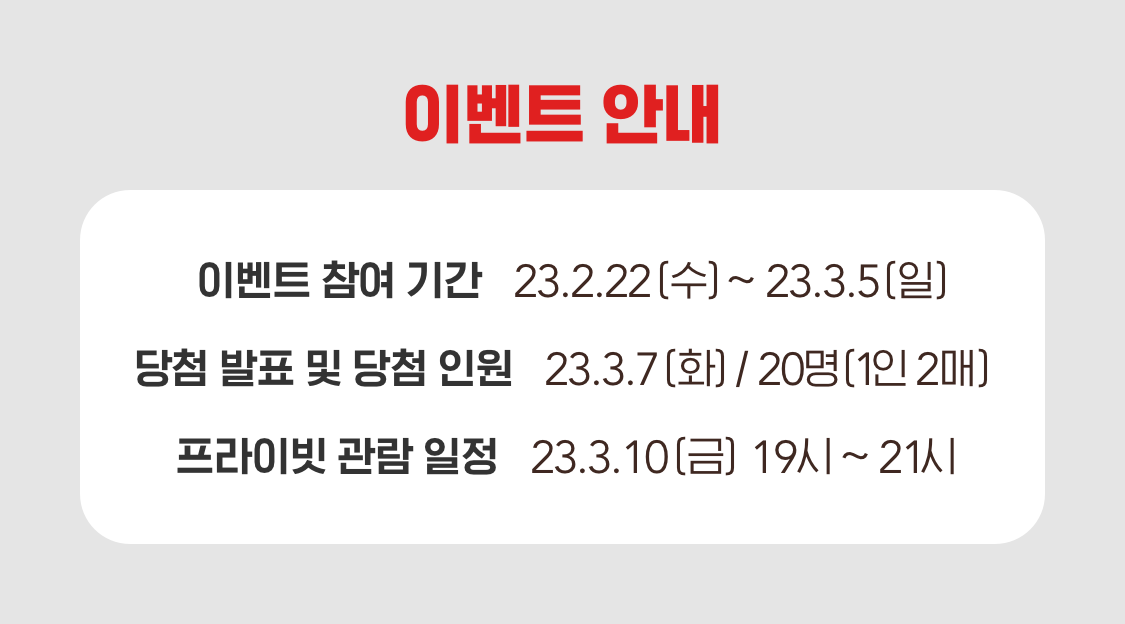 이벤트 안내
이벤트 참여 기간 23.2.22(수) ~ 23.3.5(일)
당첨 발표 및 당첨 인원 23.3.7(화) / 20명(1인 2매)
프라이빗 관람 일정 23.3.10(금) 19시 ~ 21시